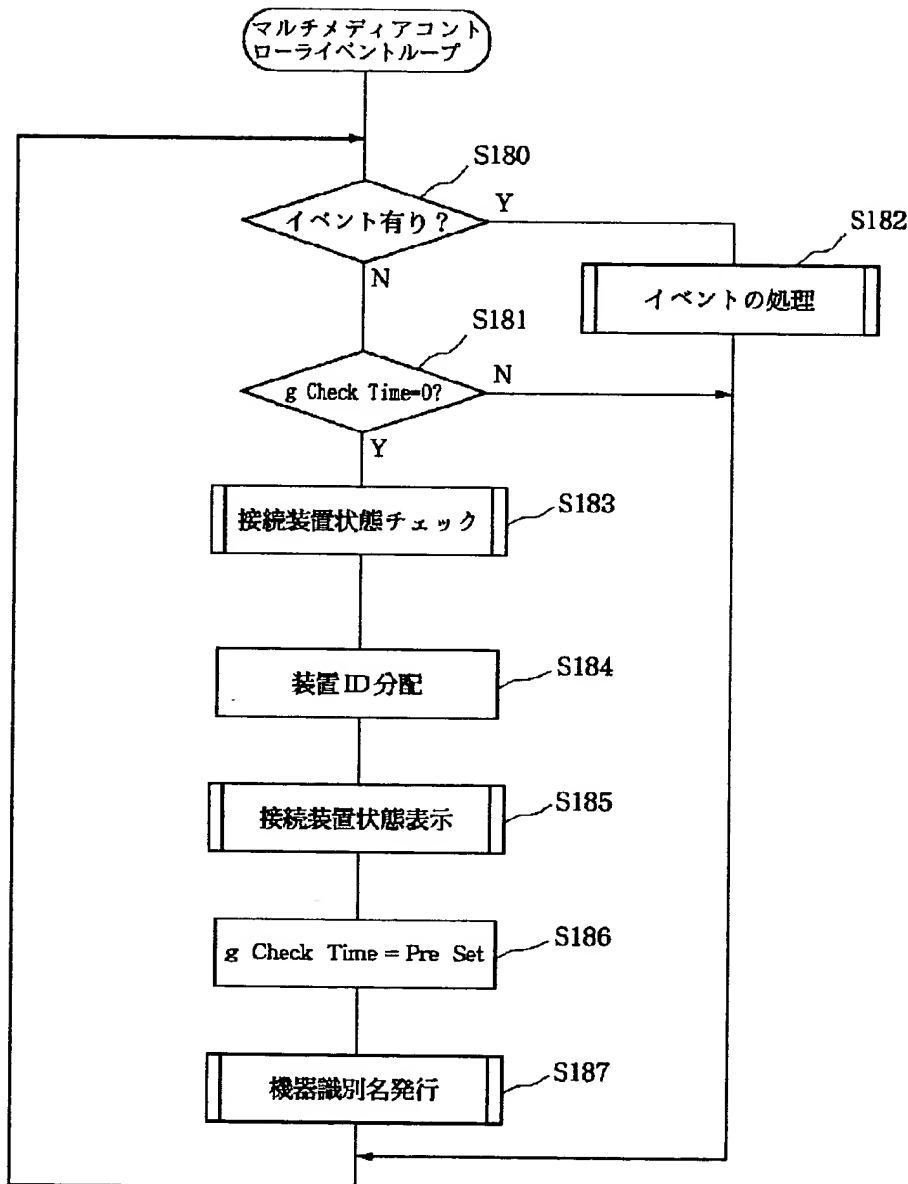 マルチメディアコント
ローライベントループ
S180
イベント有り?
Y
N
S182
イベントの処理
S181
g Check Time=0?
N
Y
接続装置状態チェック
S183
装置ID分配
S184
接続装置状態表示
S185
g Check Time = Pre Set
S186
機器識別名発行
S187